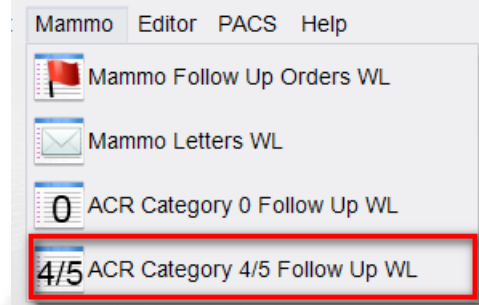 Mammo Editor PACS Help
Mammo Follow Up Orders WL
Mammo Letters WL
0 ACR Category 0 Follow Up WL
4/5 ACR Category 4/5 Follow Up WL